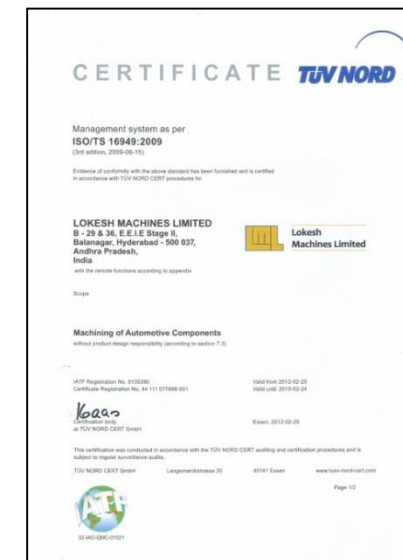 CERTIFICATE TÜV NORD
Management system as per
ISO/TS 16949:2009
(3rd edition, 2009-06-15)
Evidence of conformity with the above standard has been furnished and is certified
in accordance with TÜV NORD CERT procedures for
LOKESH MACHINES LIMITED
B - 29 & 36, E.E.I.E Stage II,
Balanagar, Hyderabad - 500 037,
Andhra Pradesh,
India
Lokesh
Machines Limited
with the remote functions according to appendix
Scope
Machining of Automotive Components
without product design responsibility (according to section 7.3)
IATF Registration No. 0135390
Certificate Registration No. 44 111 077988-001
Valid from 2012-02-25
Valid until 2015-02-24
Certification Body
at TÜV NORD CERT GmbH
Essen, 2012-02-25
This certification was conducted in accordance with the TÜV NORD CERT auditing and certification procedures and is
subject to regular surveillance audits.
TÜV NORD CERT GmbH Langemarckstrasse 20 45141 Essen www.tuev-nord-cert.com
Page 1/2
IATF